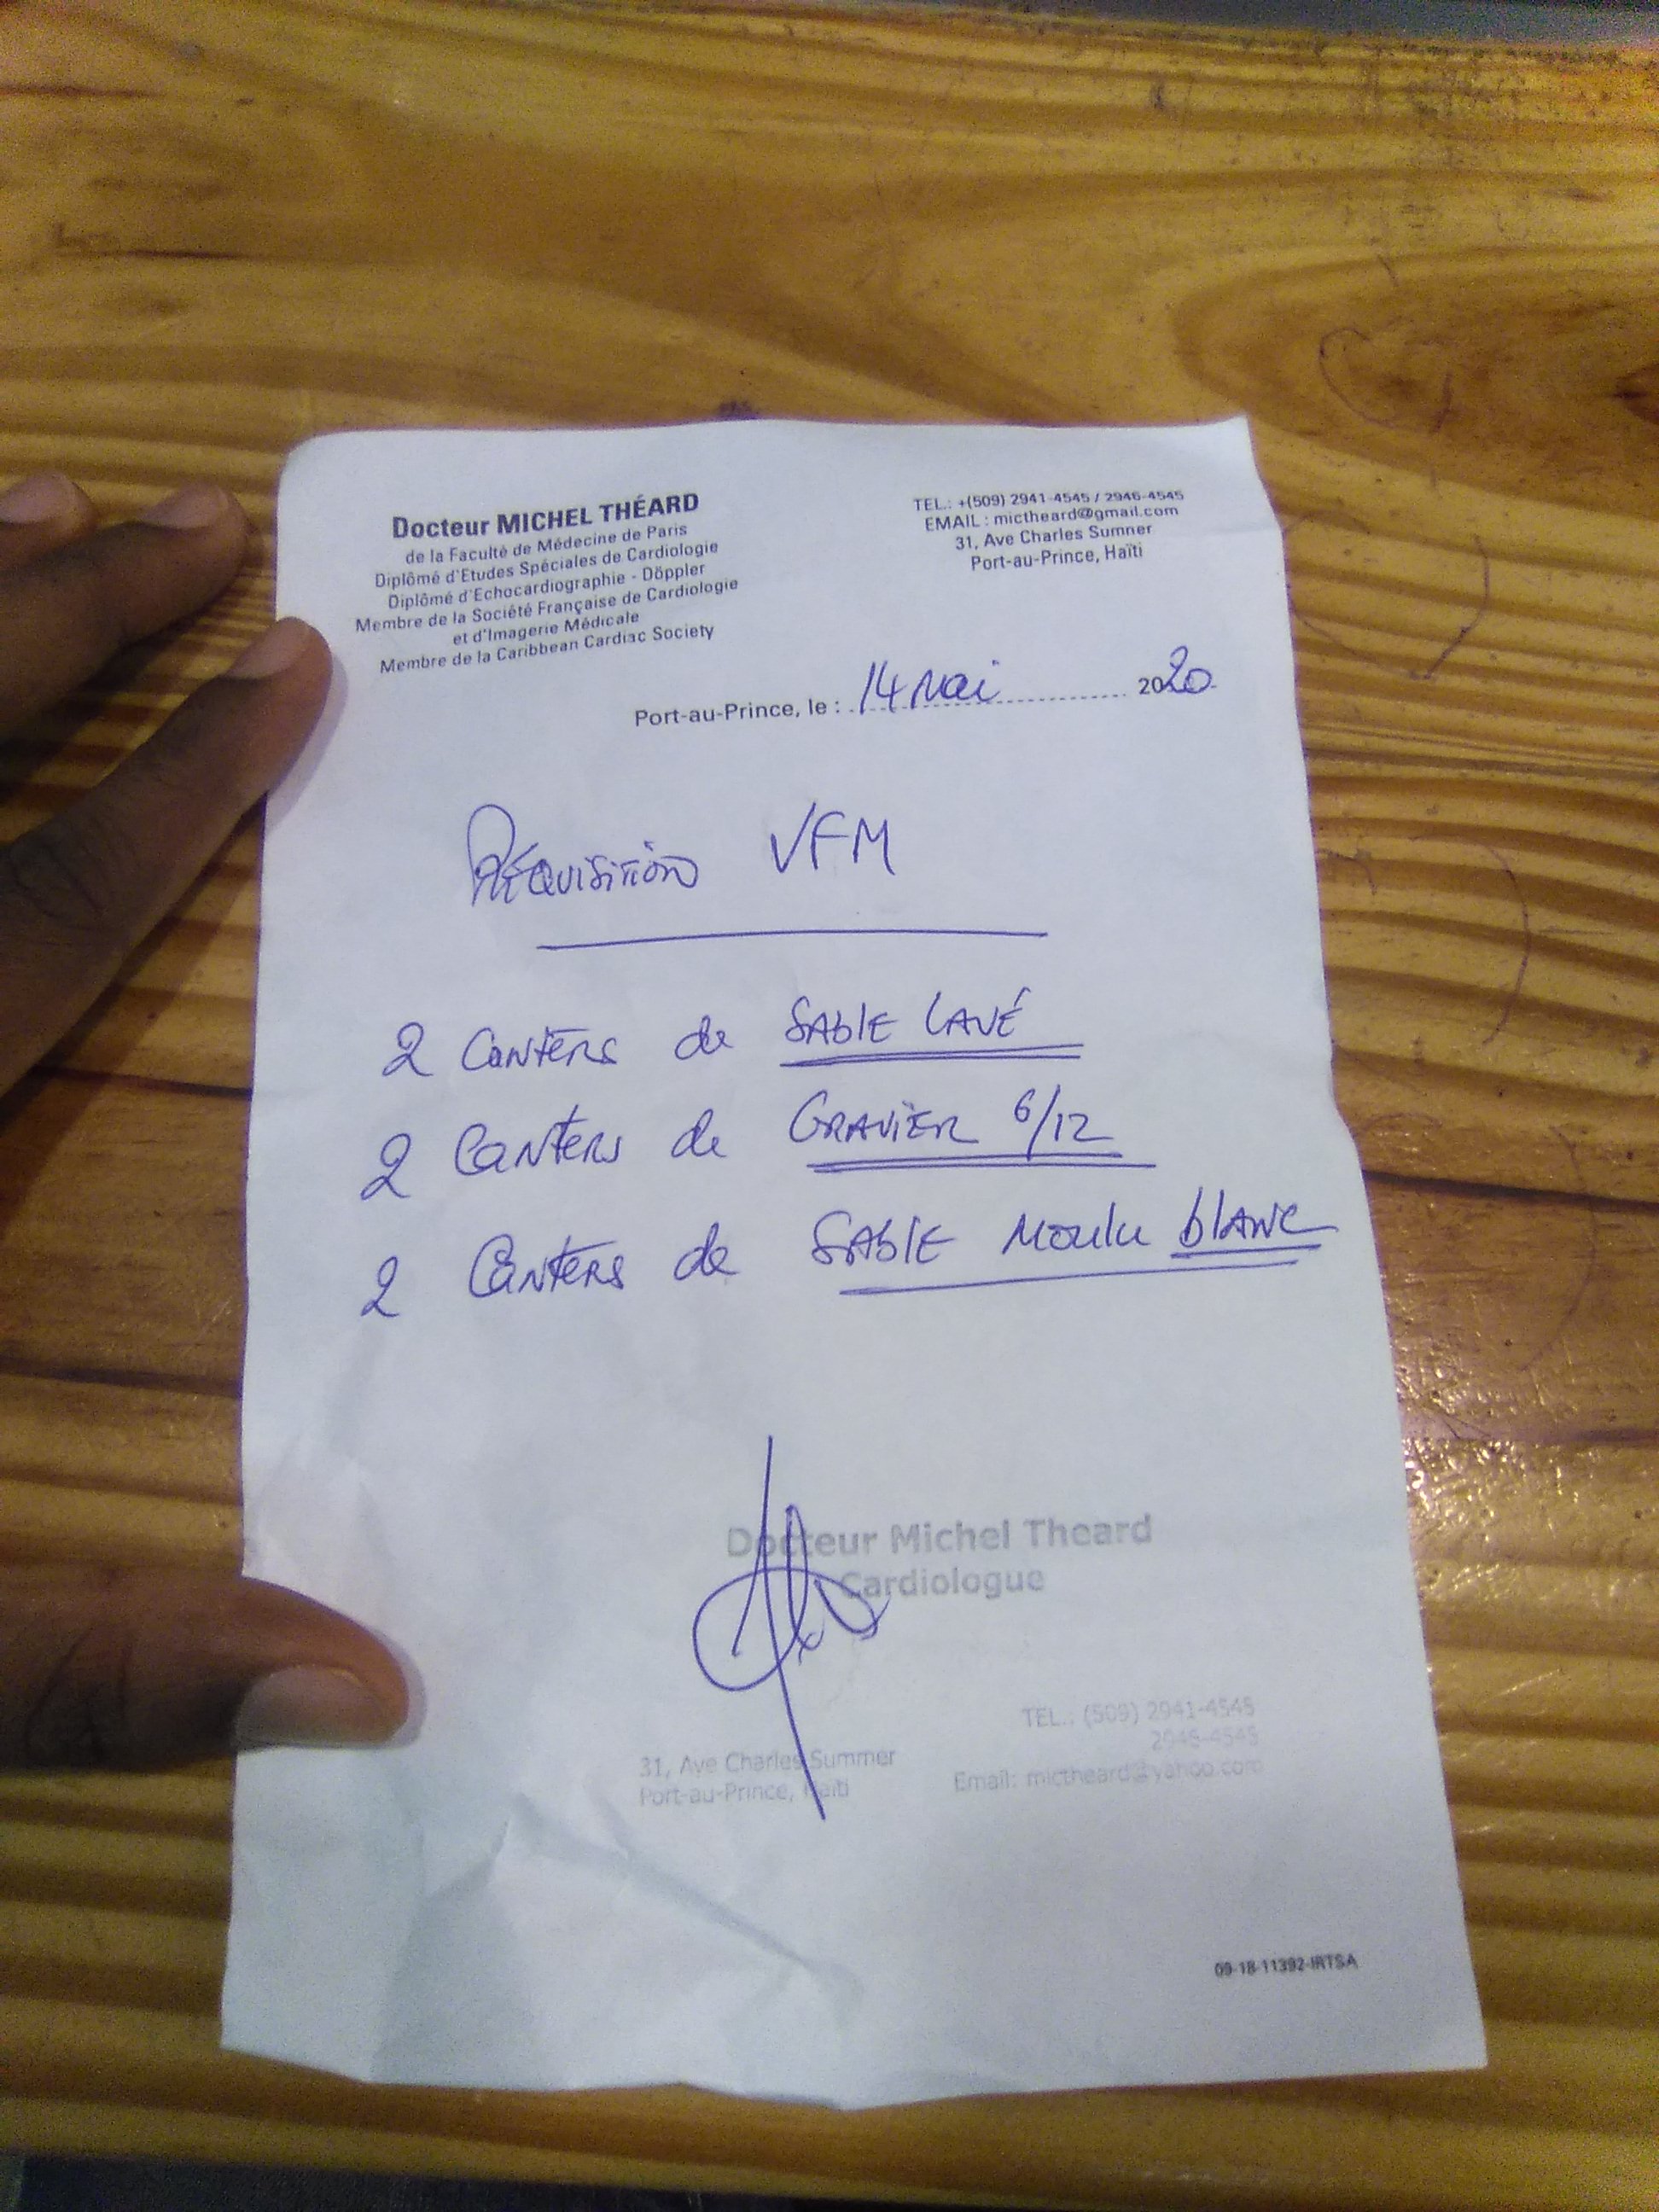 Docteur MICHEL THÉARD
de la Faculté de Médecine de Paris
Diplômé d'Etudes Spéciales de Cardiologie
Diplômé d'Echocardiographie - Döppler
Membre de la Société Française de Cardiologie
et d'Imagerie Médicale
Membre de la Caribbean Cardiac Society
TEL.: +(509) 2941-4545 / 2946-4545
EMAIL : mictheard@gmail.com
31, Ave Charles Sumner
Port-au-Prince, Haïti
Port-au-Prince, le : 14 Mai 2020
Réquisition VFM
2 Canters de SABLE LAVÉ
2 Canters de GRAVIER 6/12
2 Canters de SABLE Moulu blanc
Docteur Michel Theard
Cardiologue
31, Ave Charles Summer
Port-au-Prince, Haiti
TEL.: (509) 2941-4545
2946-4545
Email: mictheard@yahoo.com
09-18-11392-IRTSA